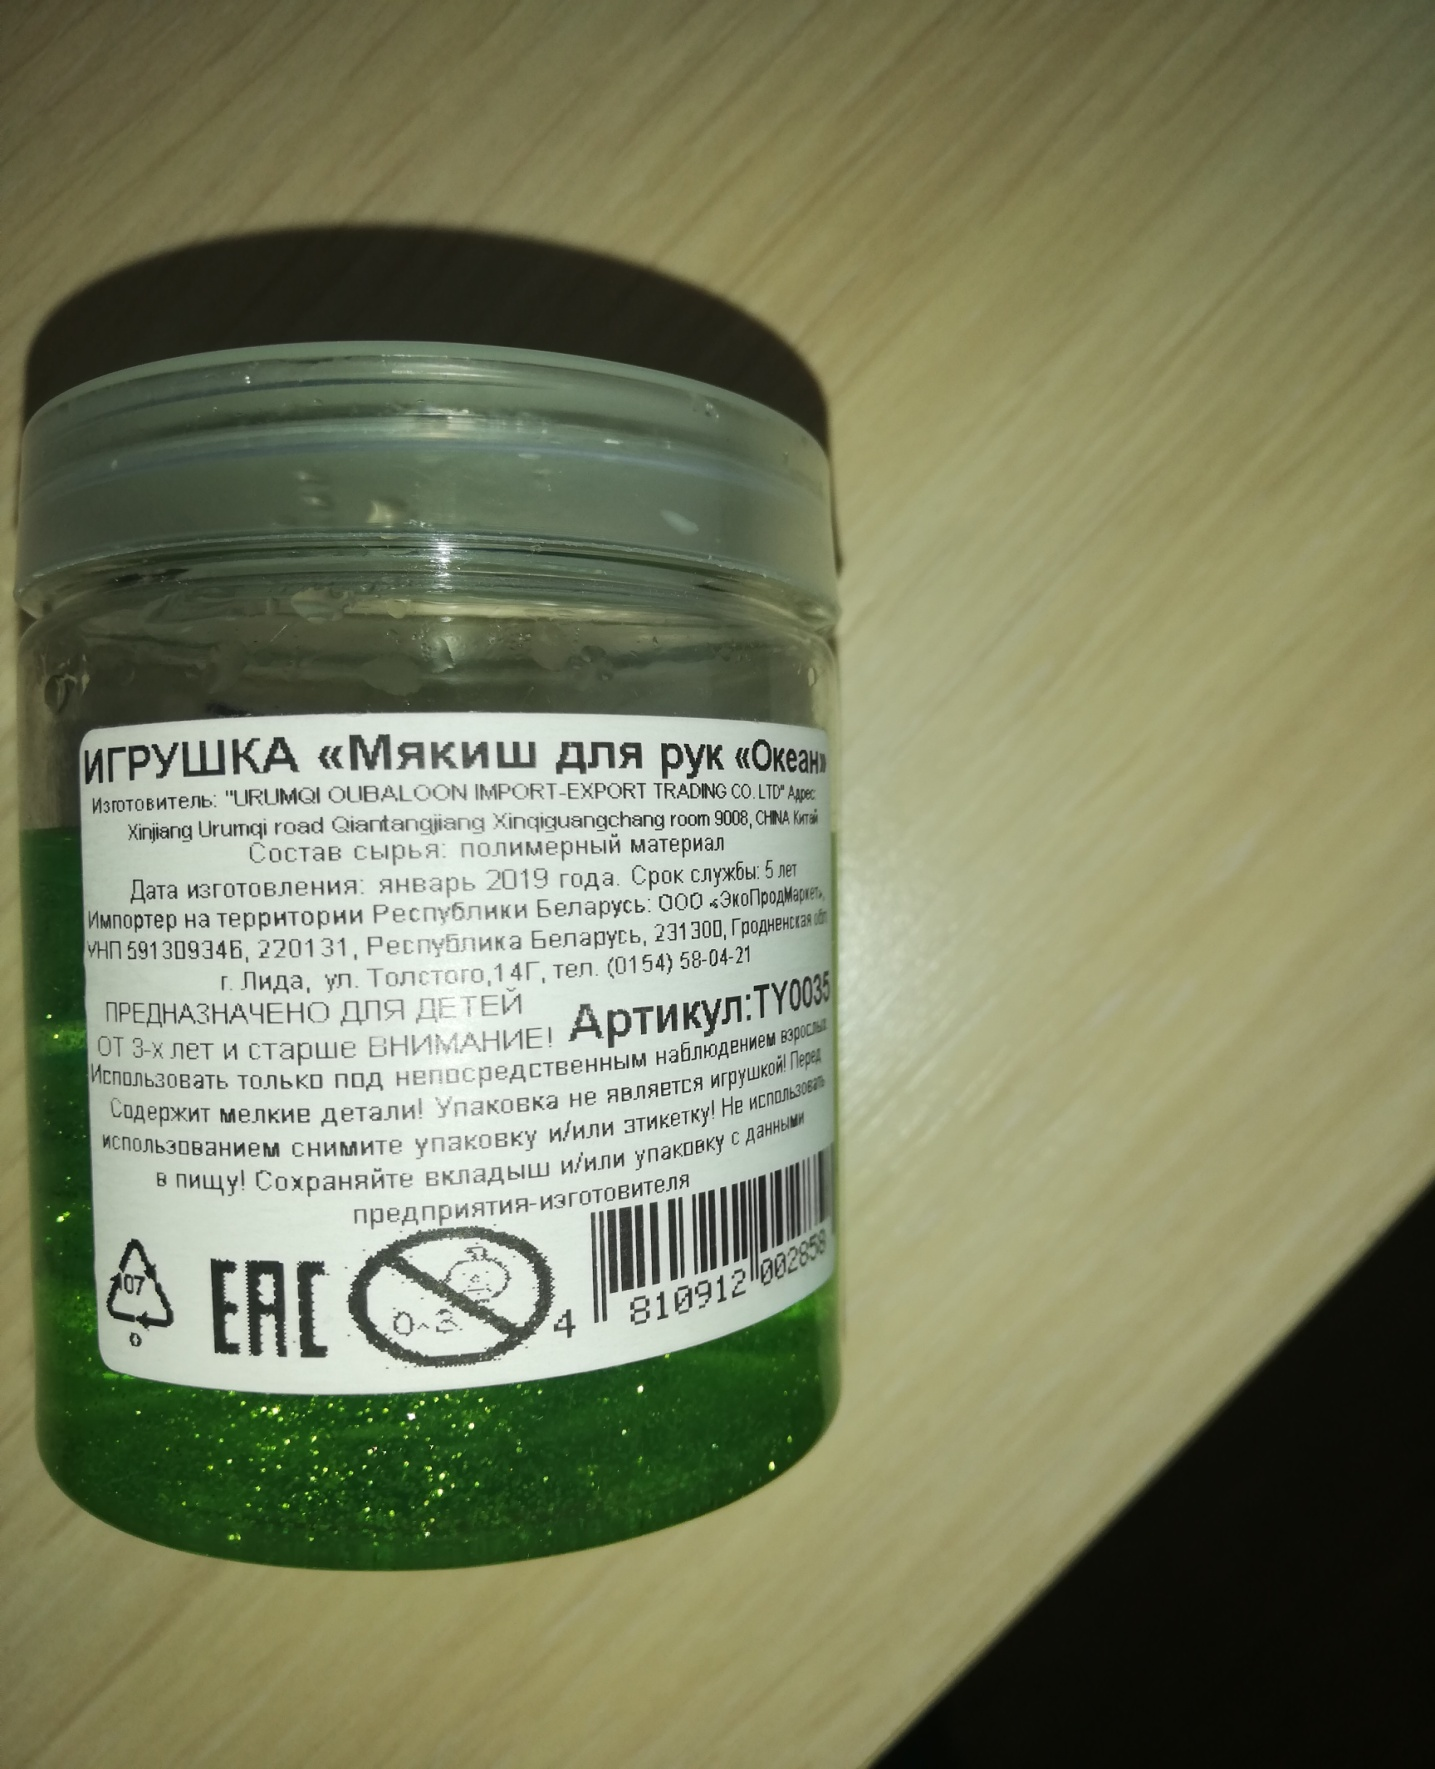 ИГРУШКА «Мякиш для рук «Океан»
Изготовитель: "URUMQI OUBALOON IMPORT-EXPORT TRADING CO. LTD" Адрес:
Xinjiang Urumqi road Qiantangjiang Xinqiguangchang room 9008, CHINA Китай
Состав сырья: полимерный материал
Дата изготовления: январь 2019 года. Срок службы: 5 лет
Импортер на территории Республики Беларусь: ООО «ЭкоПродМаркет»,
УНП 591309346, 220131, Республика Беларусь, 231300, Гродненская обл
г. Лида, ул. Толстого,14Г, тел. (0154) 58-04-21
ПРЕДНАЗНАЧЕНО ДЛЯ ДЕТЕЙ
Артикул:TY0035
ОТ 3-х лет и старше ВНИМАНИЕ!
Использовать только под непосредственным наблюдением взрослых
Содержит мелкие детали! Упаковка не является игрушкой! Перед
использованием снимите упаковку и/или этикетку! Не использовать
в пищу! Сохраняйте вкладыш и/или упаковку с данными
предприятия-изготовителя
07
EAC
0-3
4 810912 002858